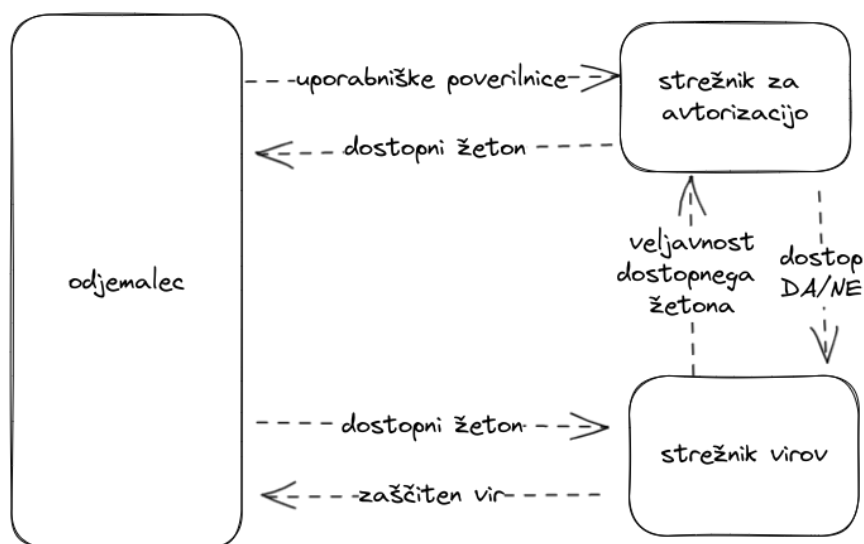 uporabniške poverilnice
strežnik za
avtorizacijo
dostopni žeton
odjemalec
veljavnost
dostopnega
žetona
dostop
DA/NE
dostopni žeton
strežnik virov
zaščiten vir